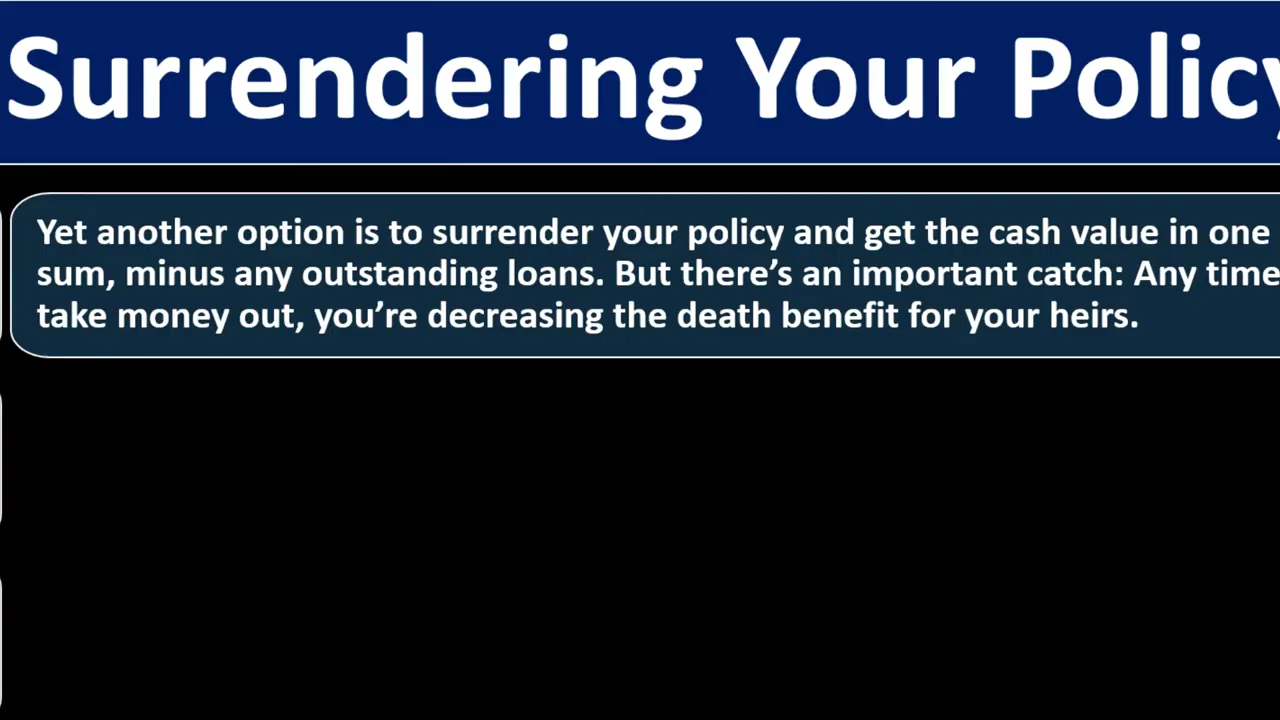 Surrendering Your Policy
Yet another option is to surrender your policy and get the cash value in one
sum, minus any outstanding loans. But there’s an important catch: Any time
take money out, you’re decreasing the death benefit for your heirs.